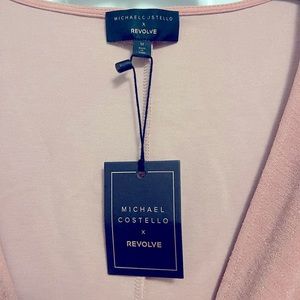 MICHAEL COSTELLO
X
REVOLVE
M
MICHAEL
COSTELLO
X
REVOLVE